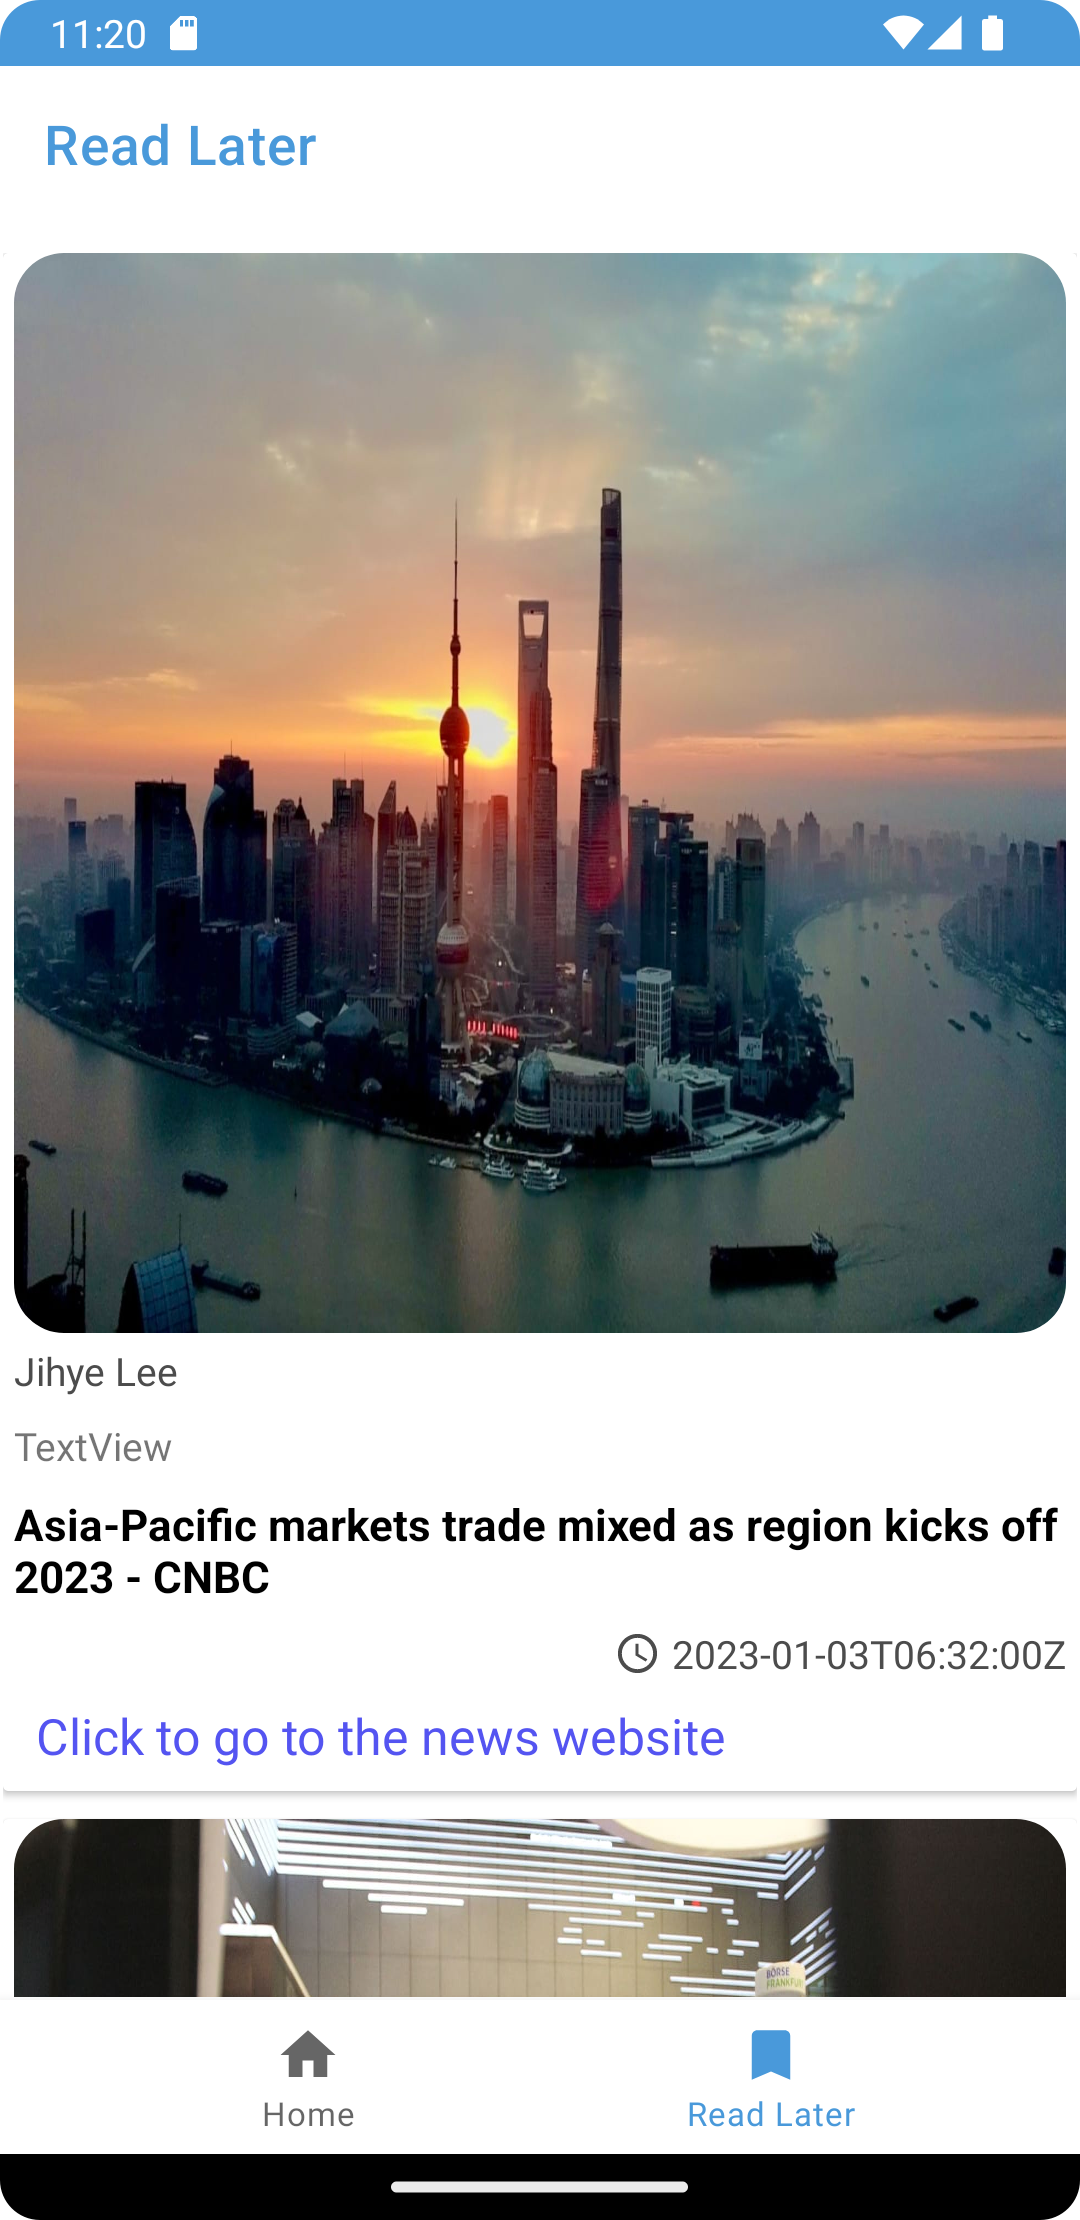 11:20
Read Later
Jihye Lee
TextView
Asia-Pacific markets trade mixed as region kicks off
2023 - CNBC
2023-01-03T06:32:00Z
Click to go to the news website
BÖRSE
Home
Read Later